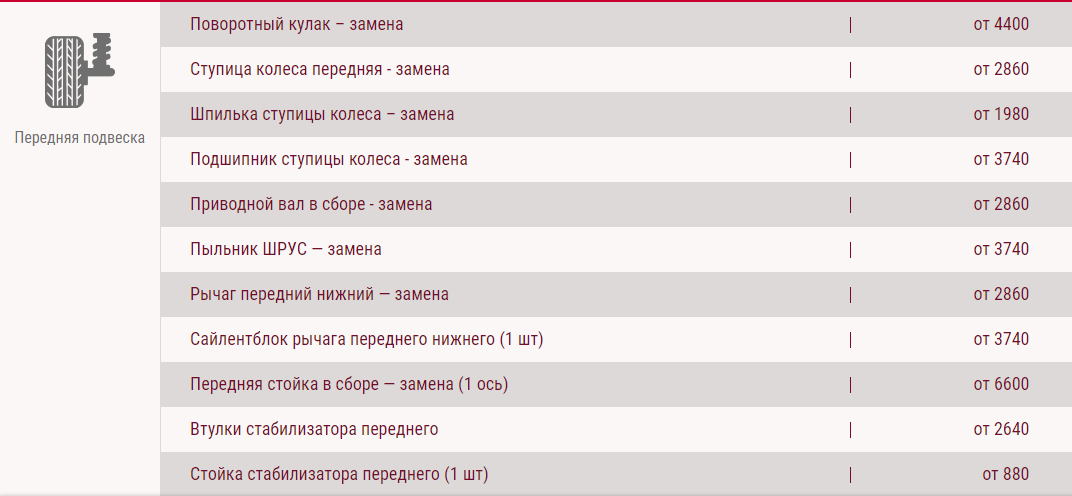 Передняя подвеска
Поворотный кулак – замена | от 4400
Ступица колеса передняя - замена | от 2860
Шпилька ступицы колеса – замена | от 1980
Подшипник ступицы колеса - замена | от 3740
Приводной вал в сборе - замена | от 2860
Пыльник ШРУС — замена | от 3740
Рычаг передний нижний — замена | от 2860
Сайлентблок рычага переднего нижнего (1 шт) | от 3740
Передняя стойка в сборе — замена (1 ось) | от 6600
Втулки стабилизатора переднего | от 2640
Стойка стабилизатора переднего (1 шт) | от 880